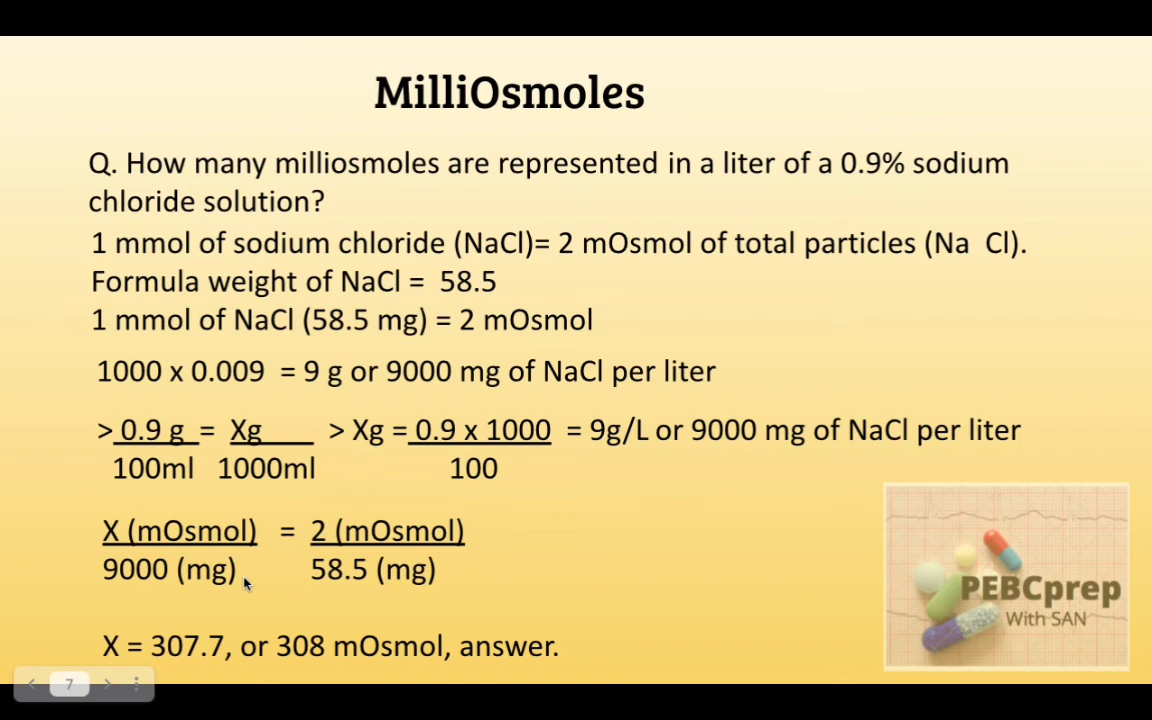 MilliOsmoles
Q. How many milliosmoles are represented in a liter of a 0.9% sodium
chloride solution?
1 mmol of sodium chloride (NaCl)= 2 mOsmol of total particles (Na Cl).
Formula weight of NaCl = 58.5
1 mmol of NaCl (58.5 mg) = 2 mOsmol
1000 x 0.009 = 9 g or 9000 mg of NaCl per liter
> 0.9 g = Xg > Xg = 0.9 x 1000 = 9g/L or 9000 mg of NaCl per liter
100ml 1000ml 100
X (mOsmol) = 2 (mOsmol)
9000 (mg) 58.5 (mg)
PEBCprep
With SAN
X = 307.7, or 308 mOsmol, answer.
7